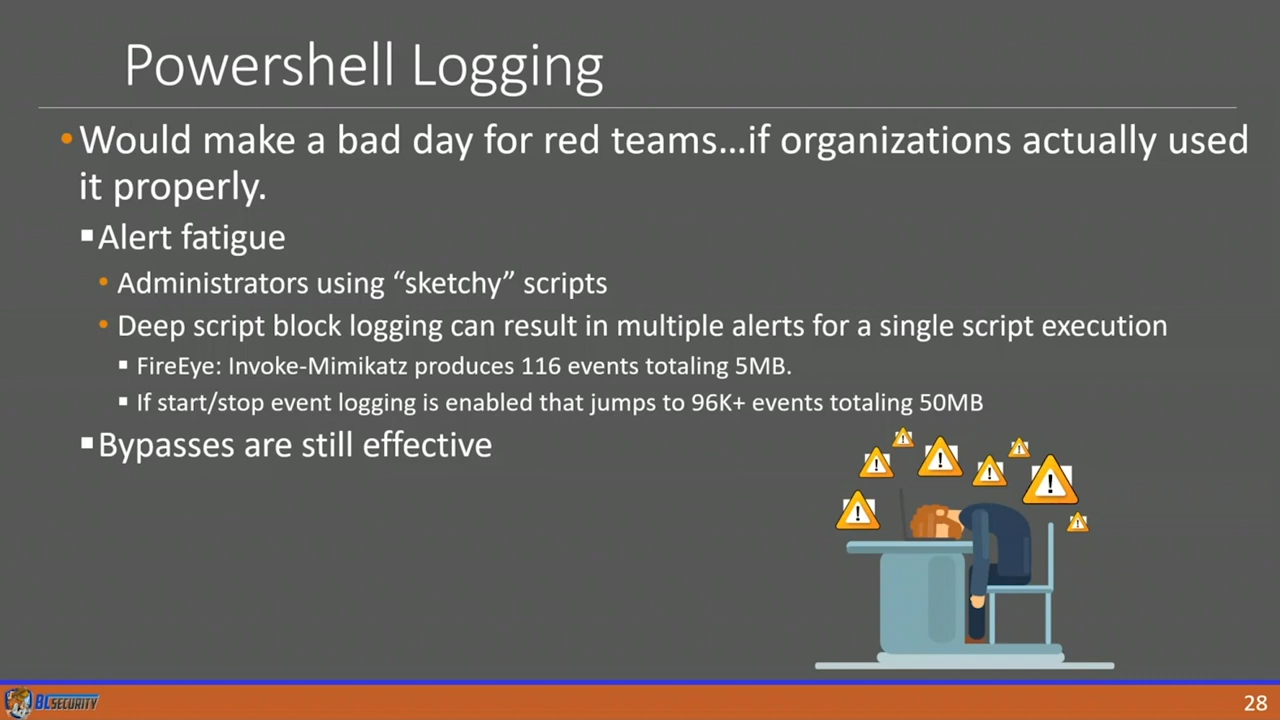 Powershell Logging
Would make a bad day for red teams…if organizations actually used
it properly.
Alert fatigue
Administrators using “sketchy” scripts
Deep script block logging can result in multiple alerts for a single script execution
FireEye: Invoke-Mimikatz produces 116 events totaling 5MB.
If start/stop event logging is enabled that jumps to 96K+ events totaling 50MB
Bypasses are still effective
BC SECURITY
28